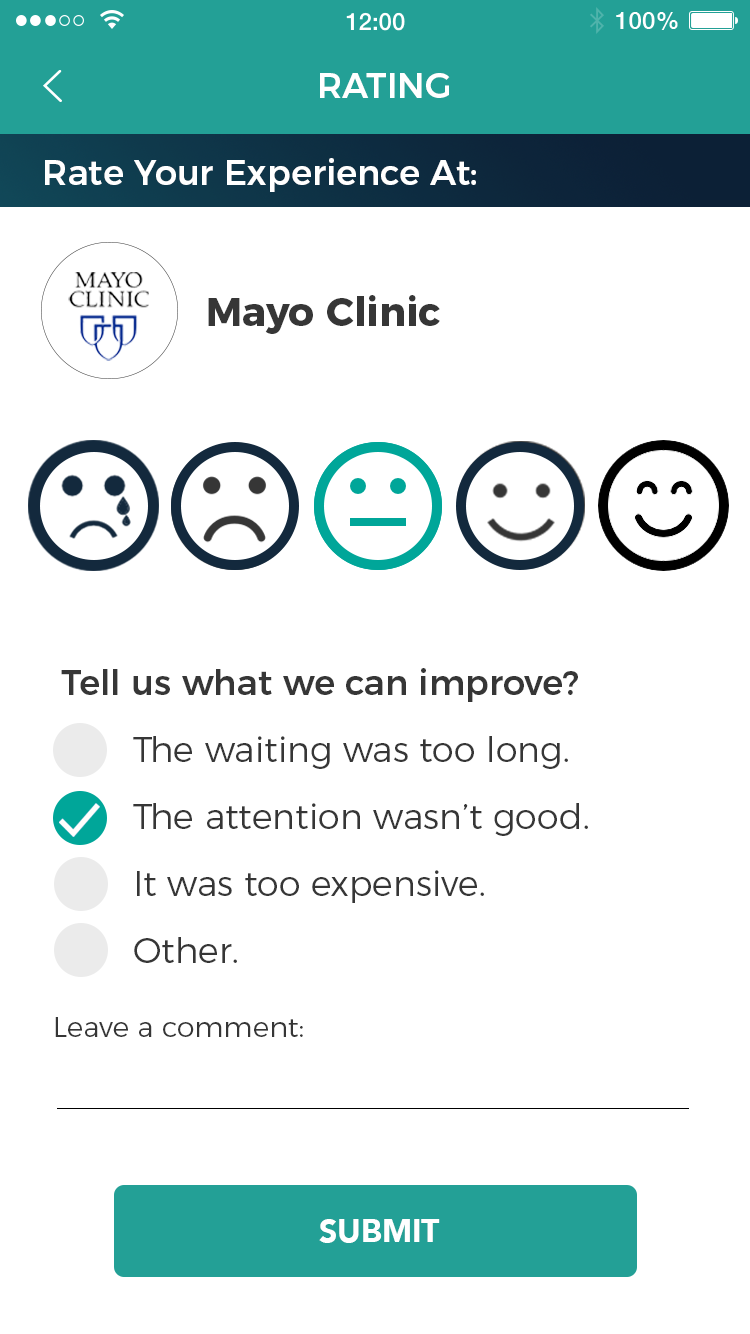 12:00
100%
RATING
Rate Your Experience At:
MAYO
CLINIC
Mayo Clinic
Tell us what we can improve?
The waiting was too long.
The attention wasn’t good.
It was too expensive.
Other.
Leave a comment:
SUBMIT